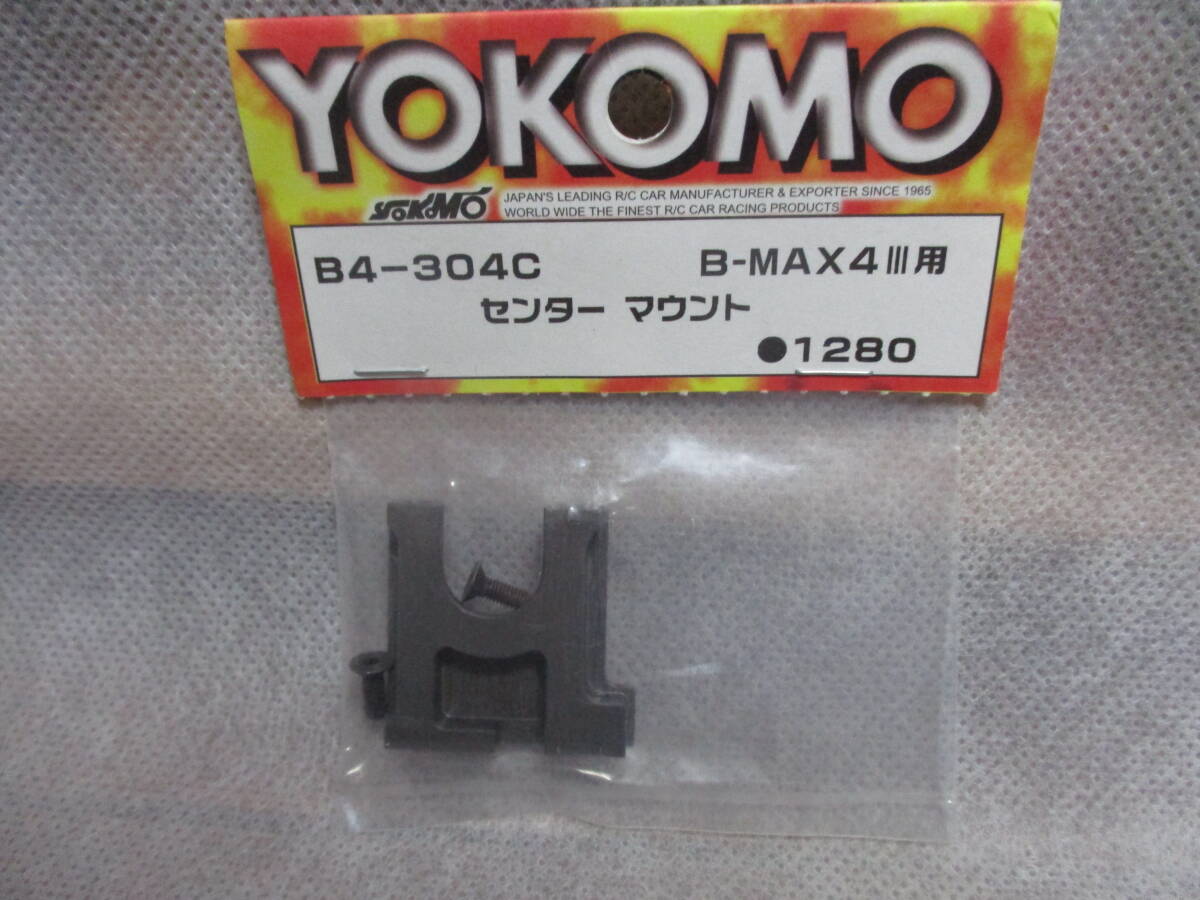 YOKOMO
YOKOMO
JAPAN'S LEADING R/C CAR MANUFACTURER & EXPORTER SINCE 1965
WORLD WIDE THE FINEST R/C CAR RACING PRODUCTS
B4-304C B-MAX4 III用
センター マウント
●1280